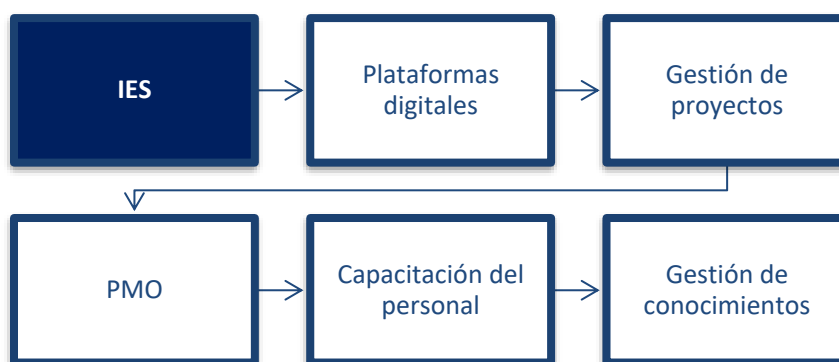 IES
Plataformas
digitales
Gestión de
proyectos
PMO
Capacitación del
personal
Gestión de
conocimientos